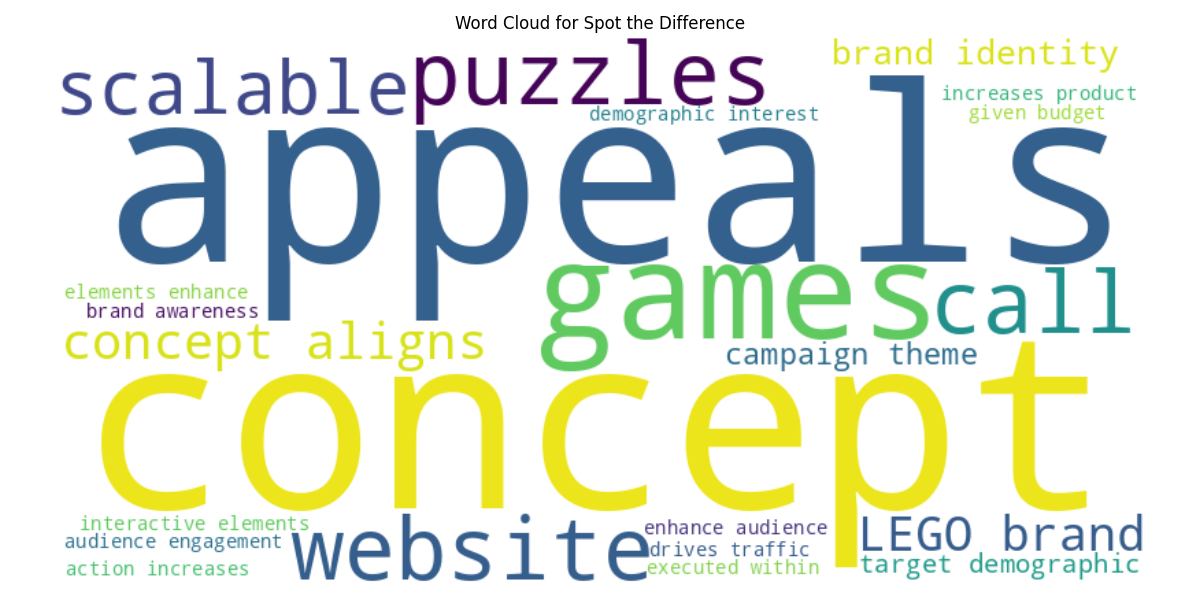 Word Cloud for Spot the Difference
scalable
puzzles
brand identity
increases product
given budget
demographic interest
appeals
games
call
elements enhance
brand awareness
concept aligns
campaign theme
concept
interactive elements
audience engagement
action increases
website
enhance audience
drives traffic
executed within
LEGO brand
target demographic